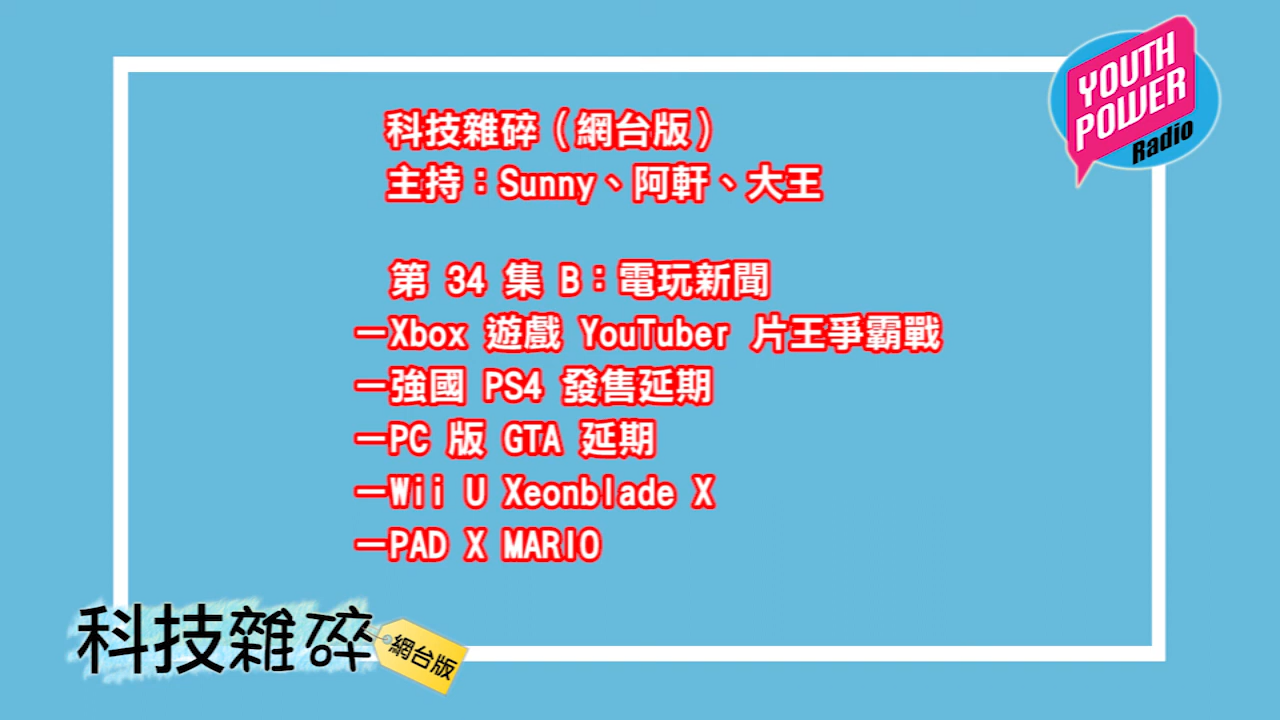 YOUTH
POWER
Radio
科技雜碎（網台版）
主持：Sunny、阿軒、大王
第 34 集 B：電玩新聞
－Xbox 遊戲 YouTuber 片王爭霸戰
－強國 PS4 發售延期
－PC 版 GTA 延期
－Wii U Xeonblade X
－PAD X MARIO
科技雜碎
網台版